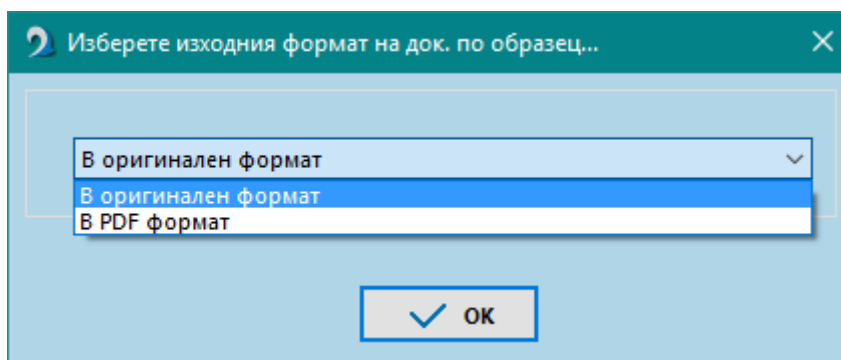 Изберете изходния формат на док. по образец...
В оригинален формат
В оригинален формат
В PDF формат
OK